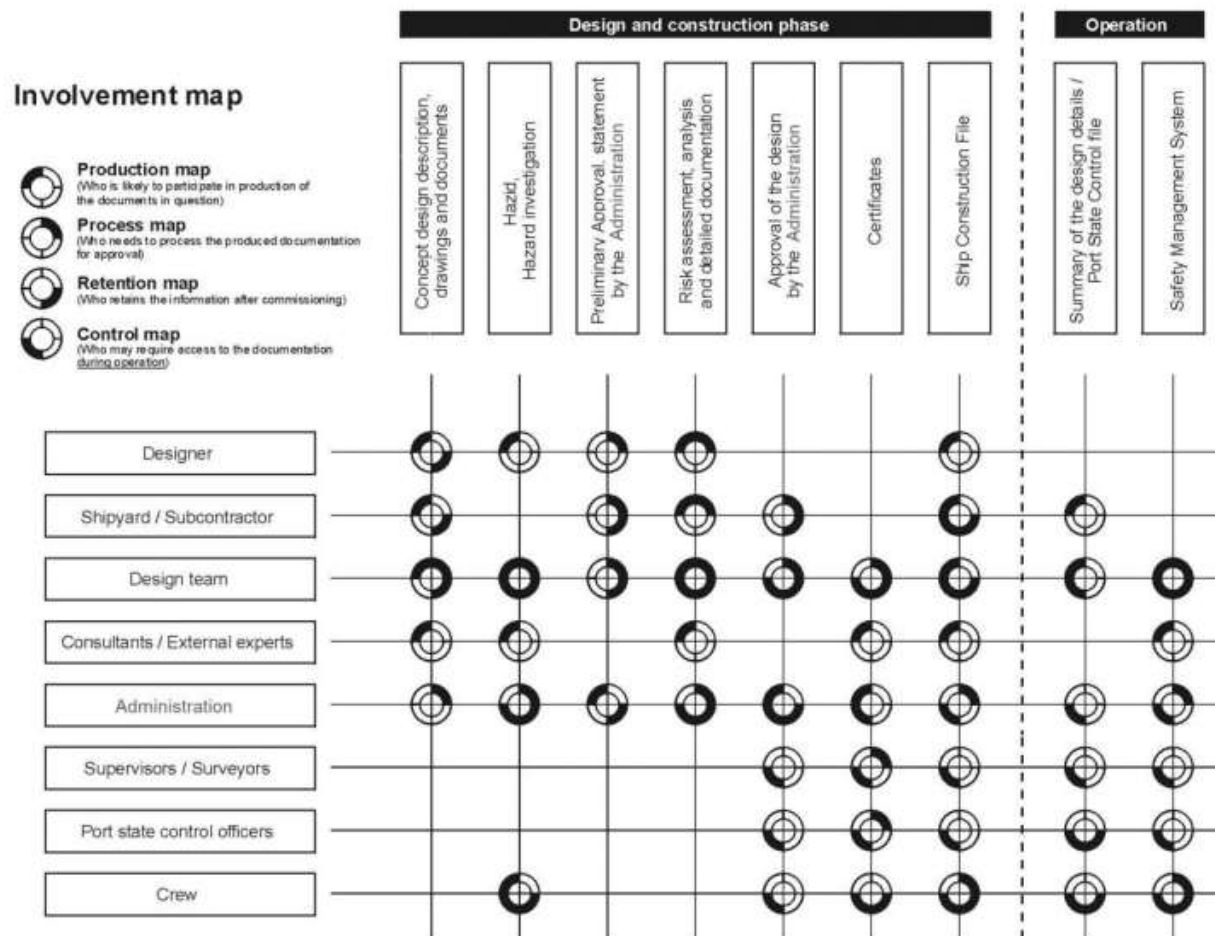 Design and construction phase
Operation
Involvement map
Production map
(Who is likely to participate in production of
the documents in question)
Process map
(Who needs to process the produced documentation
for approval)
Retention map
(Who retains the information after commissioning)
Control map
(Who may require access to the documentation
during operation)
Concept design description,
drawings and documents
Hazid,
Hazard investigation
Preliminary Approval, statement
by the Administration
Risk assessment, analysis
and detailed documentation
Approval of the design
by the Administration
Certificates
Ship Construction File
Summary of the design details /
Port State Control file
Safety Management System
Designer
Shipyard / Subcontractor
Design team
Consultants / External experts
Administration
Supervisors / Surveyors
Port state control officers
Crew